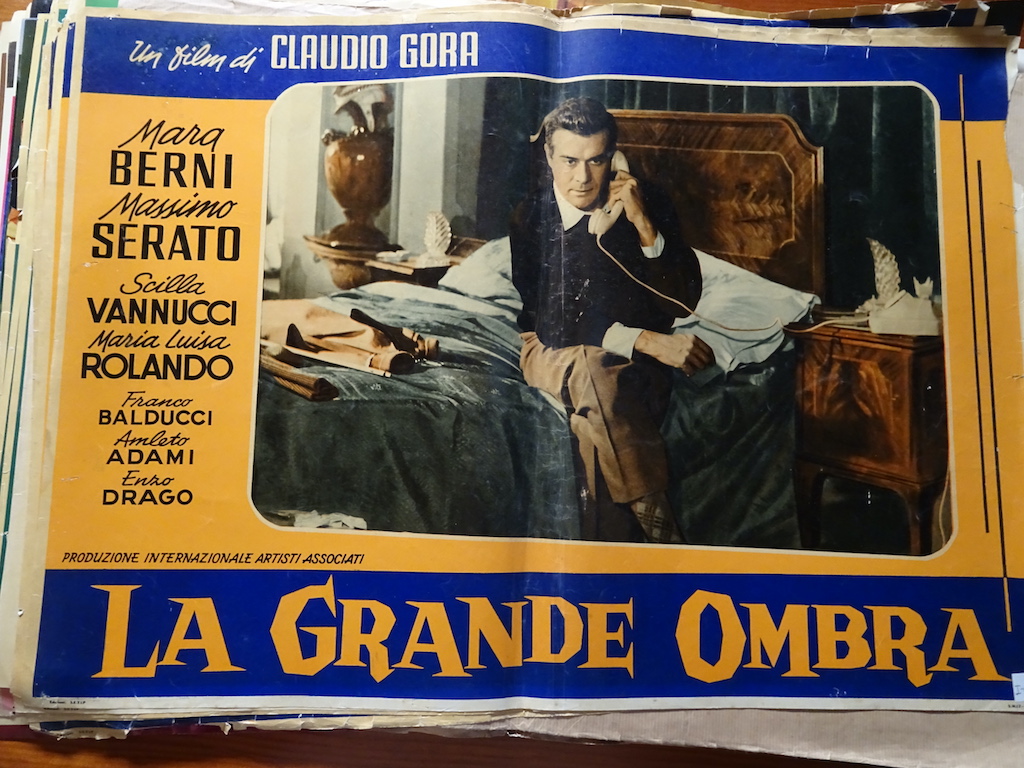 Un film di CLAUDIO GORA
Mara
BERNI
Massimo
SERATO
Scilla
VANNUCCI
Maria Luisa
ROLANDO
Franco
BALDUCCI
Amleto
ADAMI
Enzo
DRAGO
PRODUZIONE INTERNAZIONALE ARTISTI ASSOCIATI
LA GRANDE OMBRA